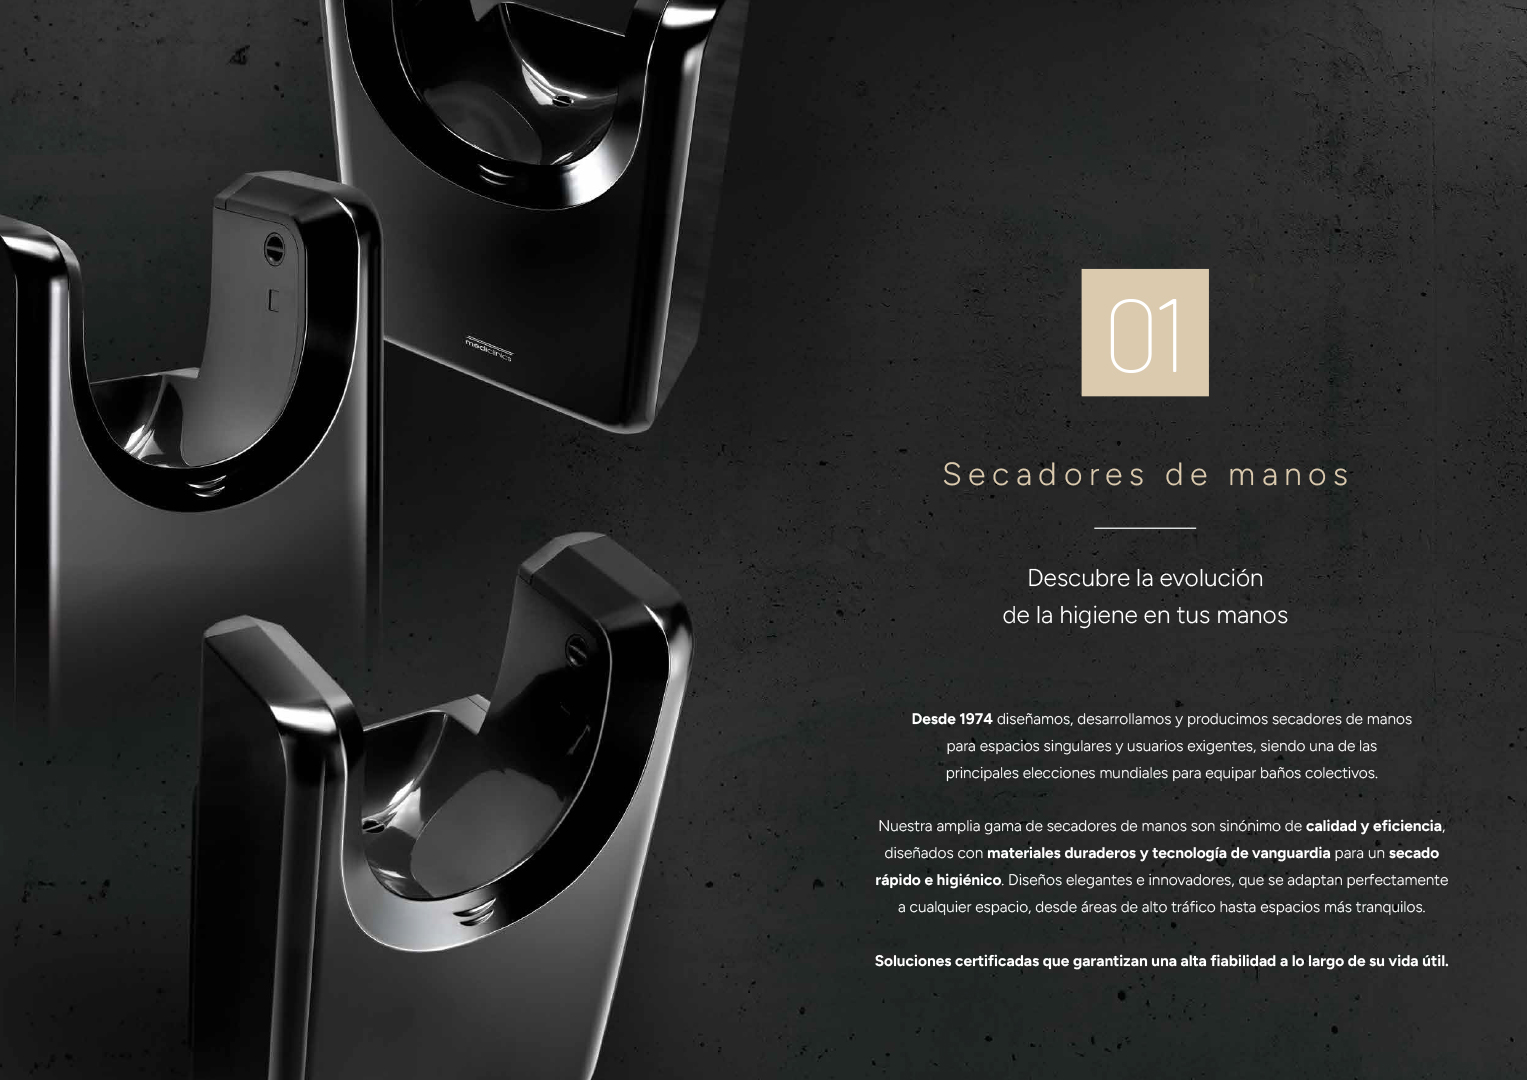 mediclinics
01
Secadores de manos
Descubre la evolución
de la higiene en tus manos
Desde 1974 diseñamos, desarrollamos y producimos secadores de manos
para espacios singulares y usuarios exigentes, siendo una de las
principales elecciones mundiales para equipar baños colectivos.
Nuestra amplia gama de secadores de manos son sinónimo de calidad y eficiencia,
diseñados con materiales duraderos y tecnología de vanguardia para un secado
rápido e higiénico. Diseños elegantes e innovadores, que se adaptan perfectamente
a cualquier espacio, desde áreas de alto tráfico hasta espacios más tranquilos.
Soluciones certificadas que garantizan una alta fiabilidad a lo largo de su vida útil.